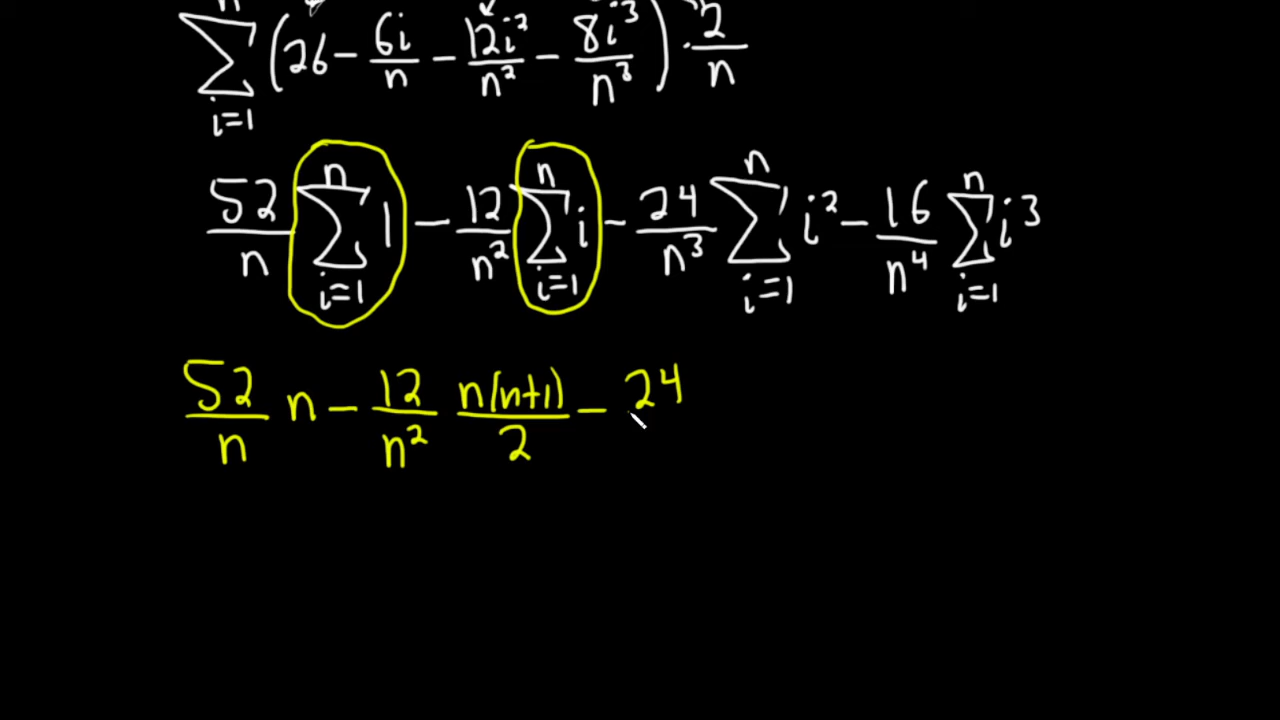 n∑i=1 (26 − 6i/n − 12i²/n² − 8i³/n³) · 2/n
52/n n∑i=1 1 − 12/n² n∑i=1 i − 24/n³ n∑i=1 i² − 16/n⁴ n∑i=1 i³
52/n n − 12/n² n(n+1)/2 − 24